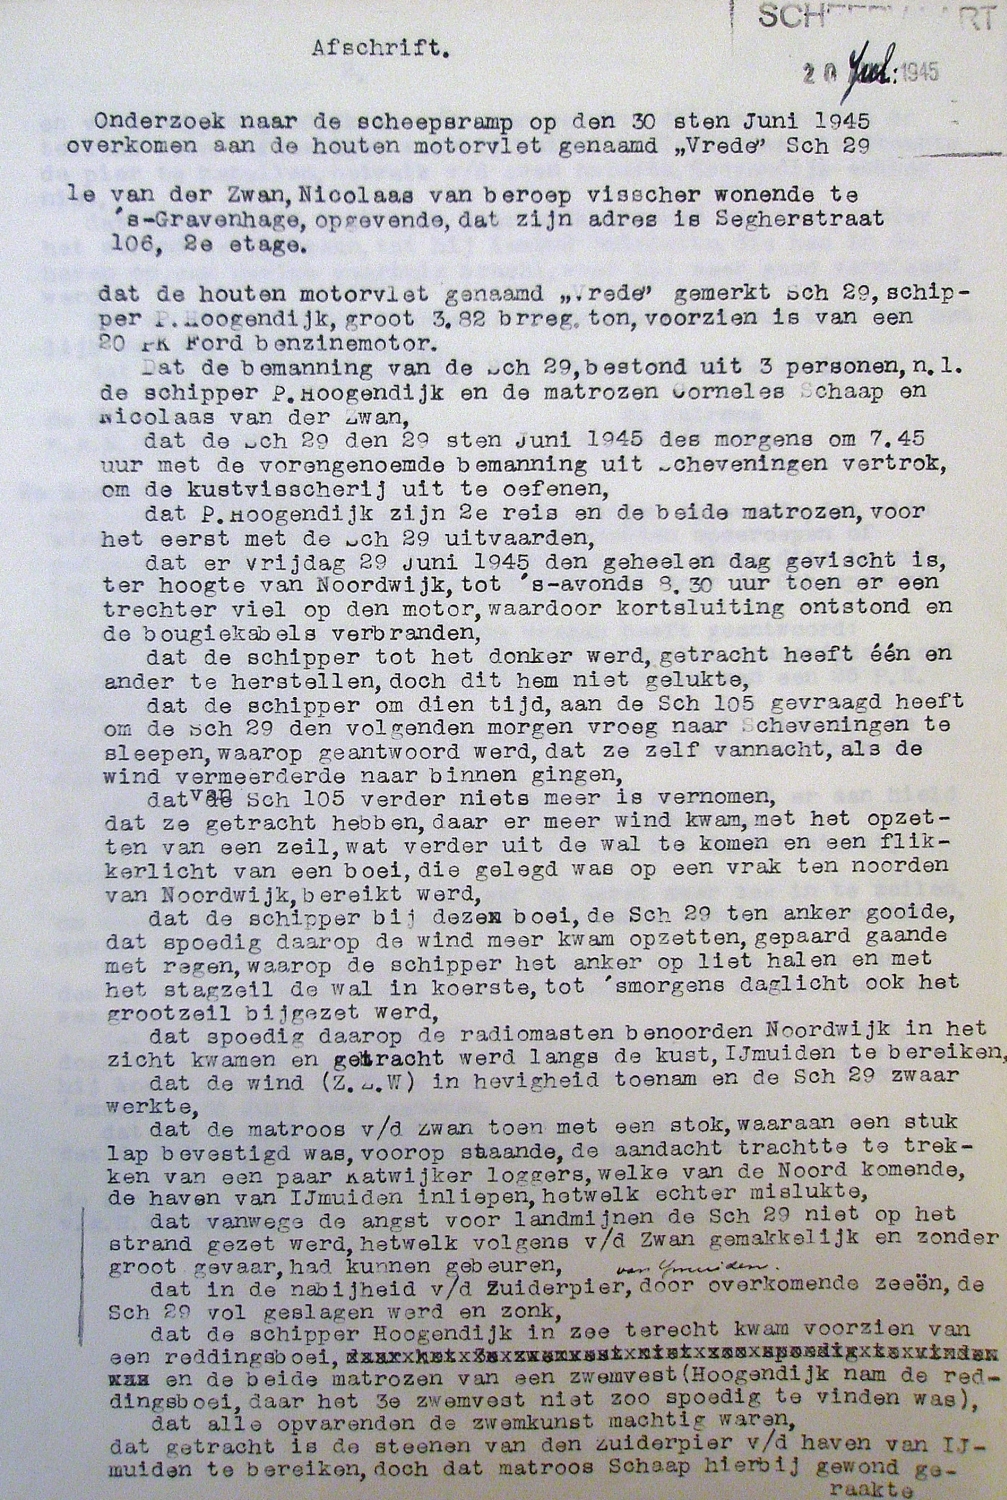 Afschrift.
20 Jul: 1945
Onderzoek naar de scheepsramp op den 30 sten Juni 1945
overkomen aan de houten motorvlet genaamd „Vrede” Sch 29
1e van der Zwan, Nicolaas van beroep visscher wonende te
's-Gravenhage, opgevende, dat zijn adres is Segherstraat
106, 2e etage.
dat de houten motorvlet genaamd „Vrede” gemerkt Sch 29, schip-
per P.Hoogendijk, groot 3.82 brreg. ton, voorzien is van een
20 PK Ford benzinemotor.
Dat de bemanning van de Sch 29, bestond uit 3 personen, n.l.
de schipper P.Hoogendijk en de matrozen Corneles Schaap en
Nicolaas van der Zwan,
dat de Sch 29 den 29 sten Juni 1945 des morgens om 7.45
uur met de vorengenoemde bemanning uit Scheveningen vertrok,
om de kustvisscherij uit te oefenen,
dat P.Hoogendijk zijn 2e reis en de beide matrozen, voor
het eerst met de Sch 29 uitvaarden,
dat er vrijdag 29 Juni 1945 den geheelen dag gevischt is,
ter hoogte van Noordwijk, tot 's-avonds 8.30 uur toen er een
trechter viel op den motor, waardoor kortsluiting ontstond en
de bougiekabels verbranden,
dat de schipper tot het donker werd, getracht heeft één en
ander te herstellen, doch dit hem niet gelukte,
dat de schipper om dien tijd, aan de Sch 105 gevraagd heeft
om de Sch 29 den volgenden morgen vroeg naar Scheveningen te
sleepen, waarop geantwoord werd, dat ze zelf vannacht, als de
wind vermeerderde naar binnen gingen,
dat van de Sch 105 verder niets meer is vernomen,
dat ze getracht hebben, daar er meer wind kwam, met het opzet-
ten van een zeil, wat verder uit de wal te komen en een flik-
kerlicht van een boei, die gelegd was op een vrak ten noorden
van Noordwijk, bereikt werd,
dat de schipper bij dezen boei, de Sch 29 ten anker gooide,
dat spoedig daarop de wind meer kwam opzetten, gepaard gaande
met regen, waarop de schipper het anker op liet halen en met
het stagzeil de wal in koerste, tot 'smorgens daglicht ook het
grootzeil bijgezet werd,
dat spoedig daarop de radiomasten benoorden Noordwijk in het
zicht kwamen en getracht werd langs de kust, IJmuiden te bereiken,
dat de wind (Z.Z.W) in hevigheid toenam en de Sch 29 zwaar
werkte,
dat de matroos v/d Zwan toen met een stok, waaraan een stuk
lap bevestigd was, voorop staande, de aandacht trachtte te trek-
ken van een paar Katwijker loggers, welke van de Noord komende,
de haven van IJmuiden inliepen, hetwelk echter mislukte,
dat vanwege de angst voor landmijnen de Sch 29 niet op het
strand gezet werd, hetwelk volgens v/d Zwan gemakkelijk en zonder
groot gevaar, had kunnen gebeuren,
van Ymuiden.
dat in de nabijheid v/d Zuiderpier, door overkomende zeeën, de
Sch 29 vol geslagen werd en zonk,
dat de schipper Hoogendijk in zee terecht kwam voorzien van
een reddingsboei, daar het 3e zwemvest niet zoo spoedig te vinden
was en de beide matrozen van een zwemvest (Hoogendijk nam de red-
dingsboei, daar het 3e zwemvest niet zoo spoedig te vinden was),
dat alle opvarenden de zwemkunst machtig waren,
dat getracht is de steenen van den Zuiderpier v/d haven van IJ-
muiden te bereiken, doch dat matroos Schaap hierbij gewond ge-
raakte